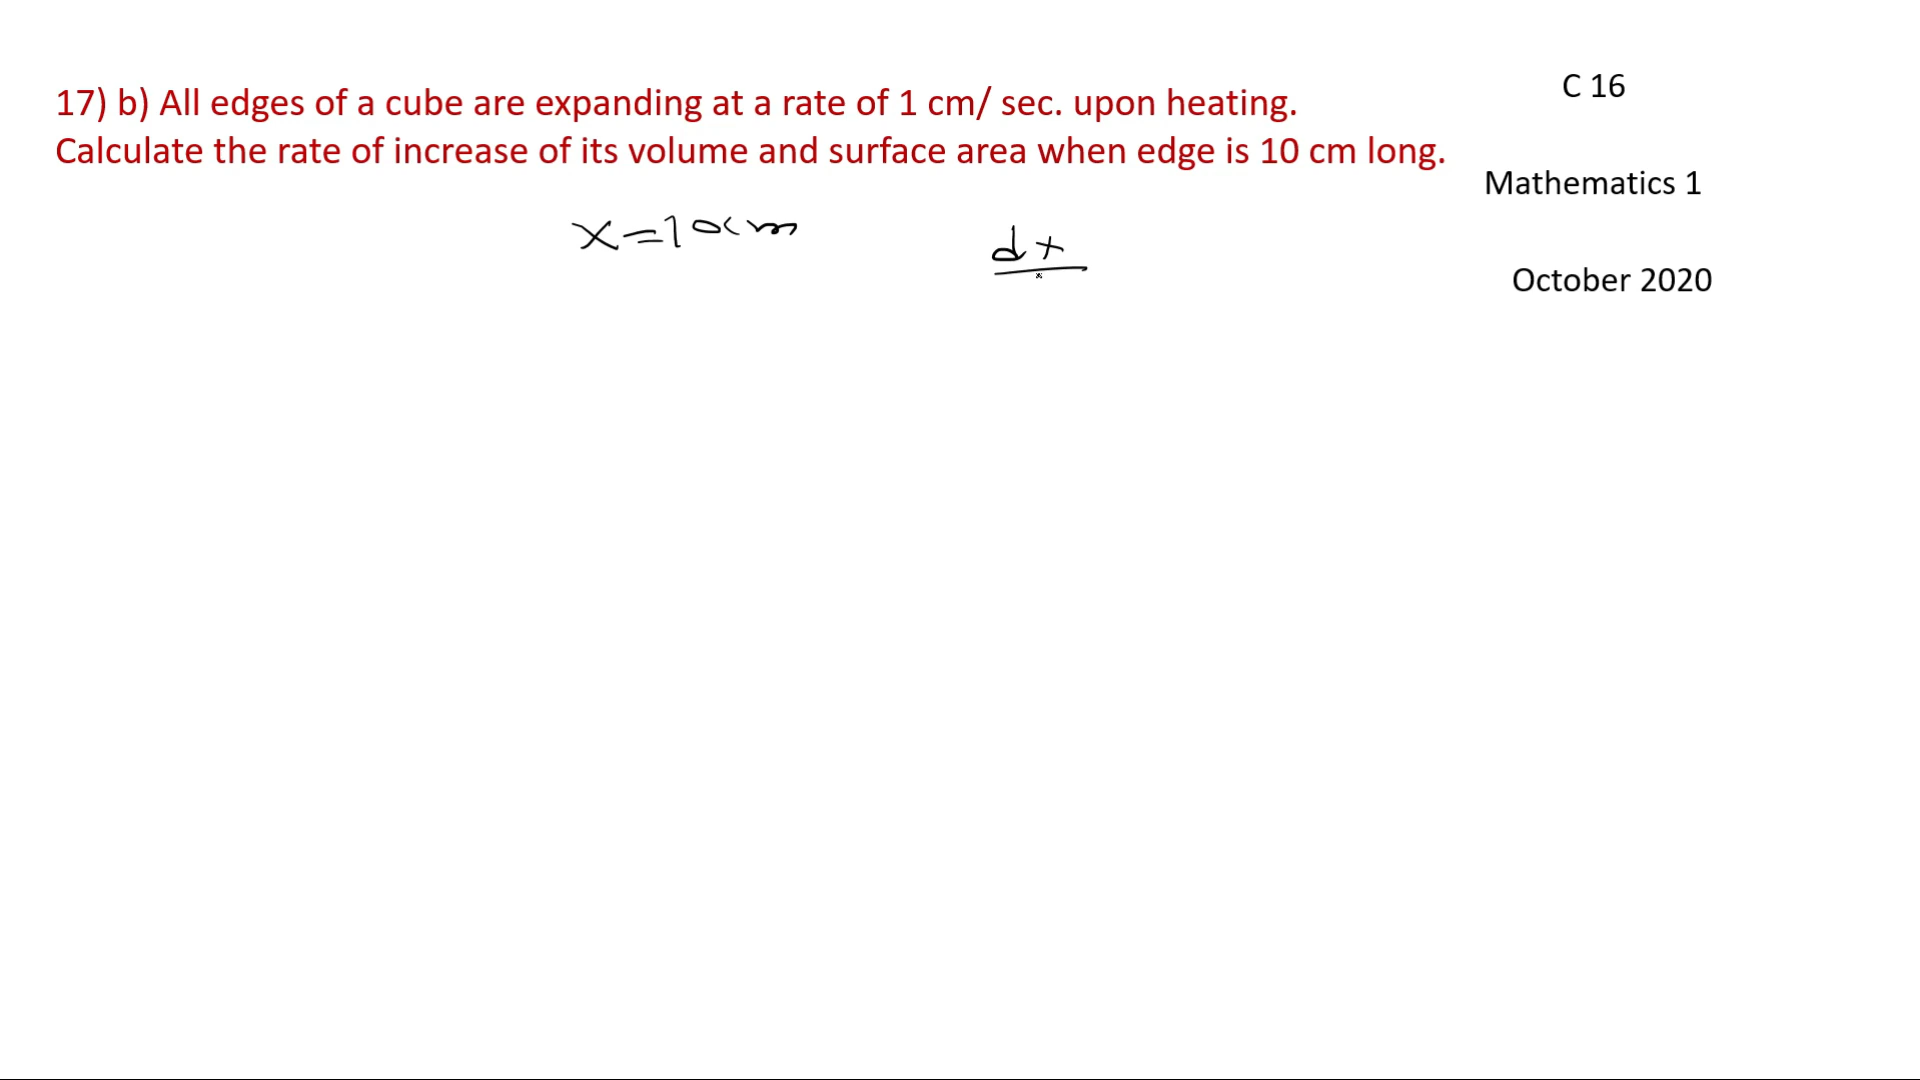 17) b) All edges of a cube are expanding at a rate of 1 cm/ sec. upon heating.
Calculate the rate of increase of its volume and surface area when edge is 10 cm long.
C 16
Mathematics 1
October 2020
x=10cm
dx